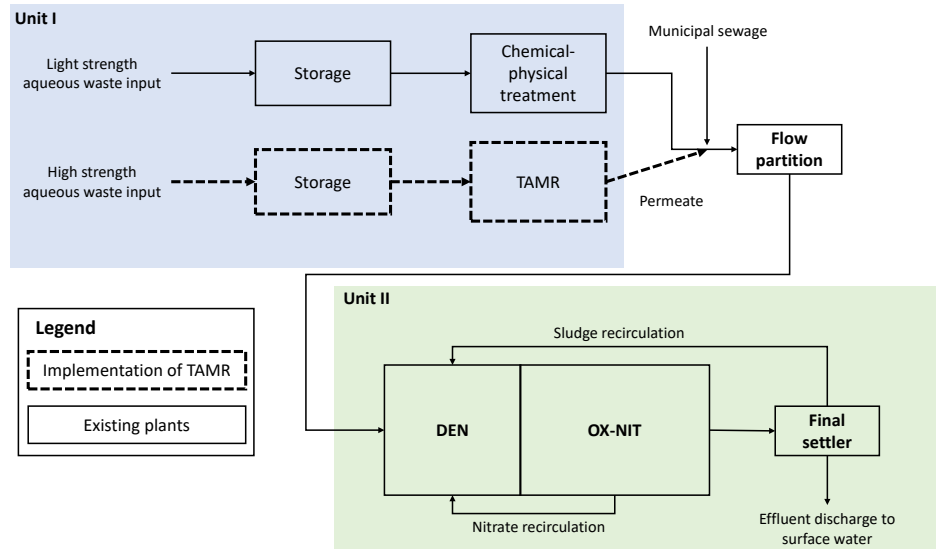 Unit I
Light strength
aqueous waste input
Storage
Chemical-
physical
treatment
Municipal sewage
Flow
partition
High strength
aqueous waste input
Storage
TAMR
Permeate
Unit II
Legend
Implementation of TAMR
Existing plants
Sludge recirculation
DEN
OX-NIT
Final
settler
Nitrate recirculation
Effluent discharge to
surface water